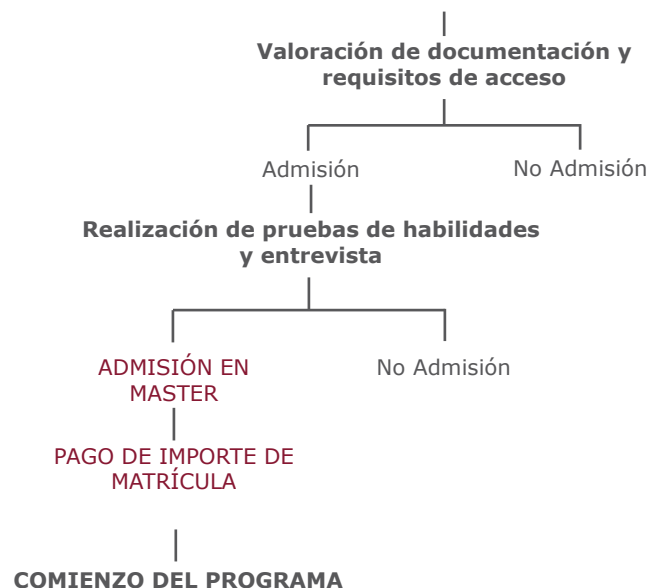 Valoración de documentación y
requisitos de acceso
Admisión
No Admisión
Realización de pruebas de habilidades
y entrevista
ADMISIÓN EN
MASTER
No Admisión
PAGO DE IMPORTE DE
MATRÍCULA
COMIENZO DEL PROGRAMA